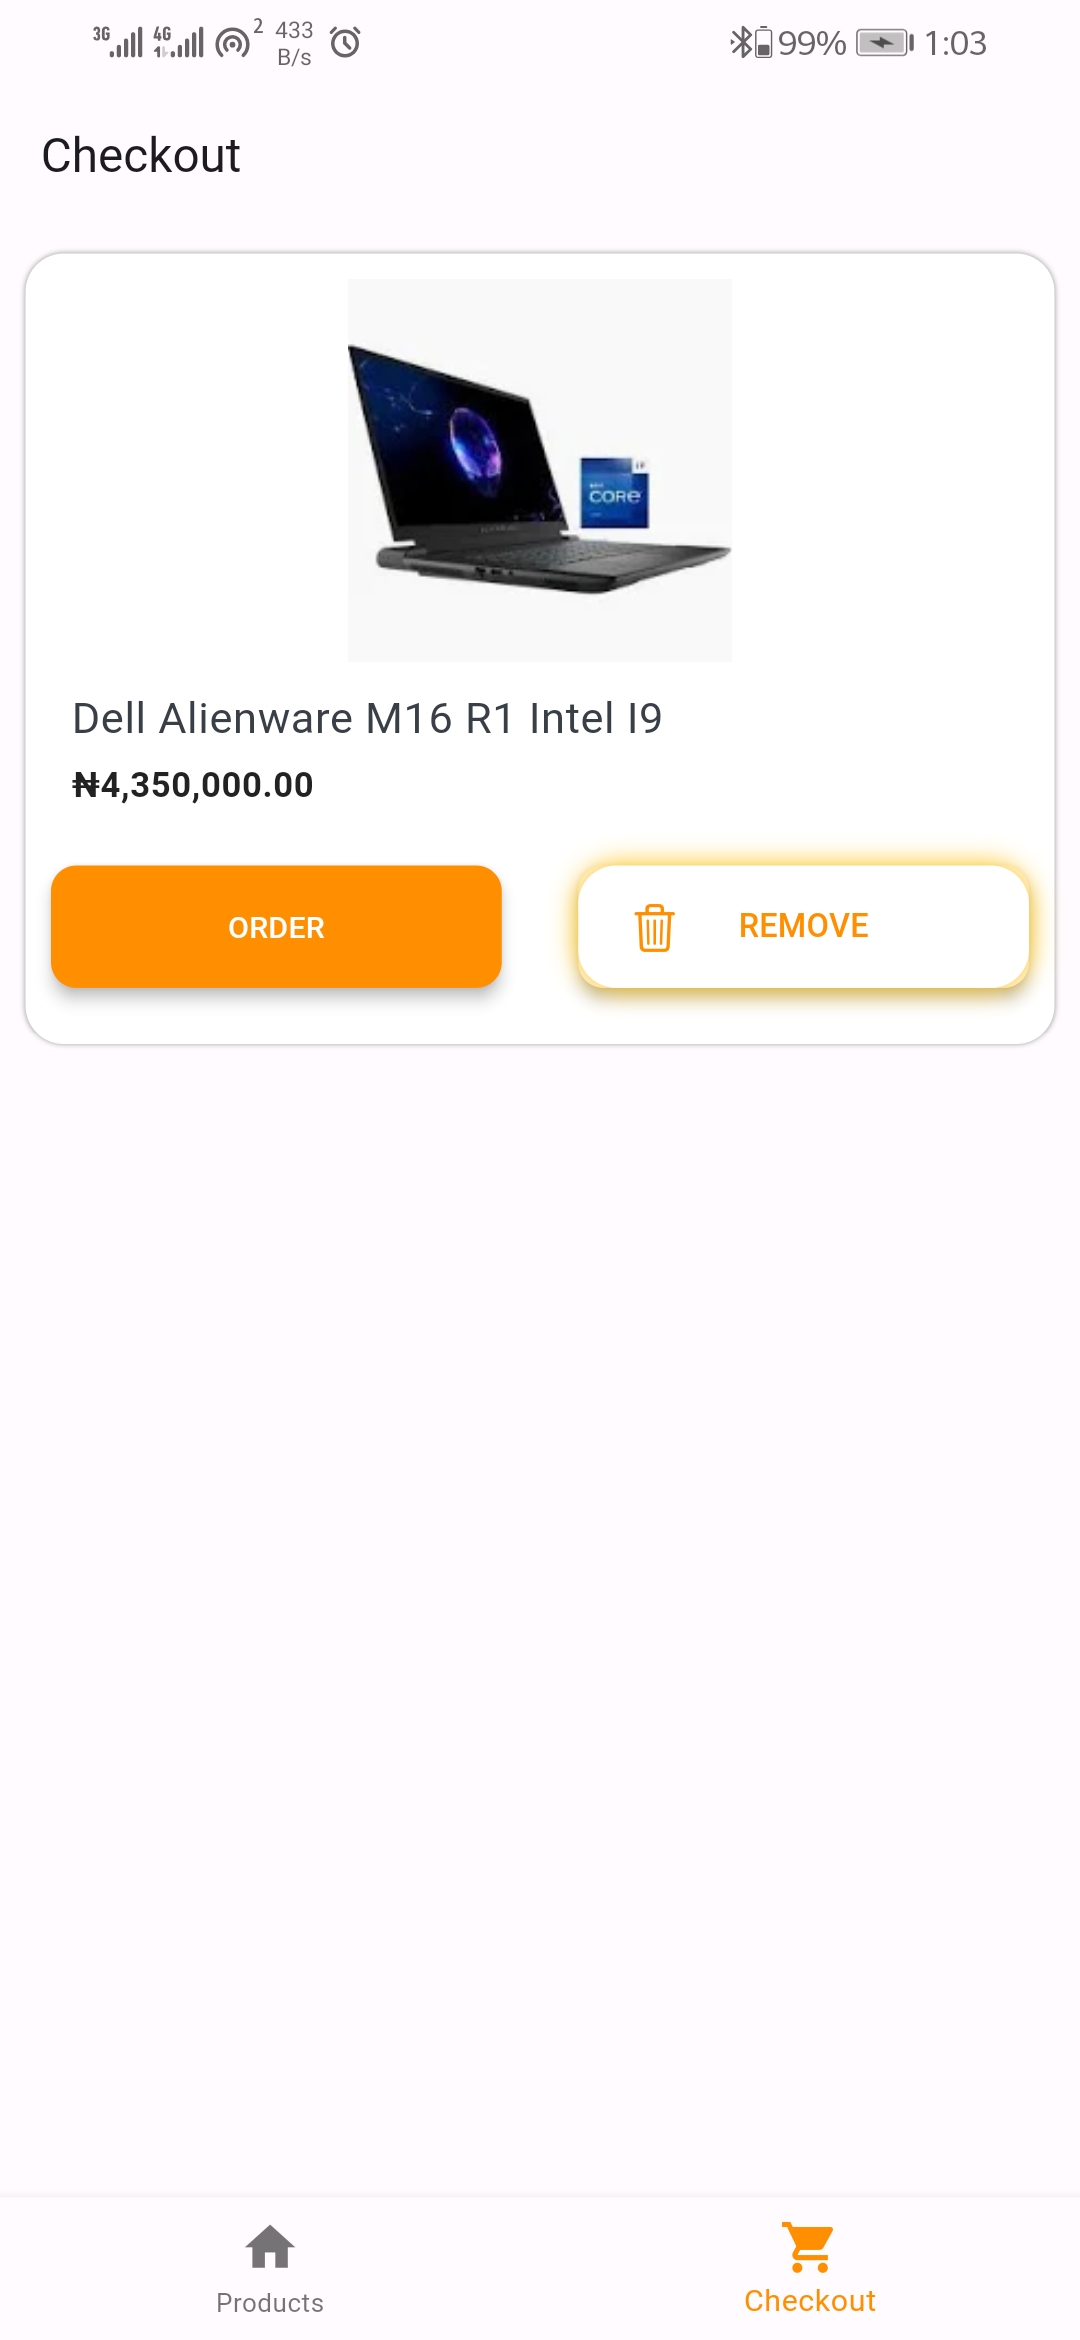 3G 4G 2 433 B/s 99% 1:03
Checkout
CORE
Dell Alienware M16 R1 Intel I9
₦4,350,000.00
ORDER REMOVE
Products Checkout